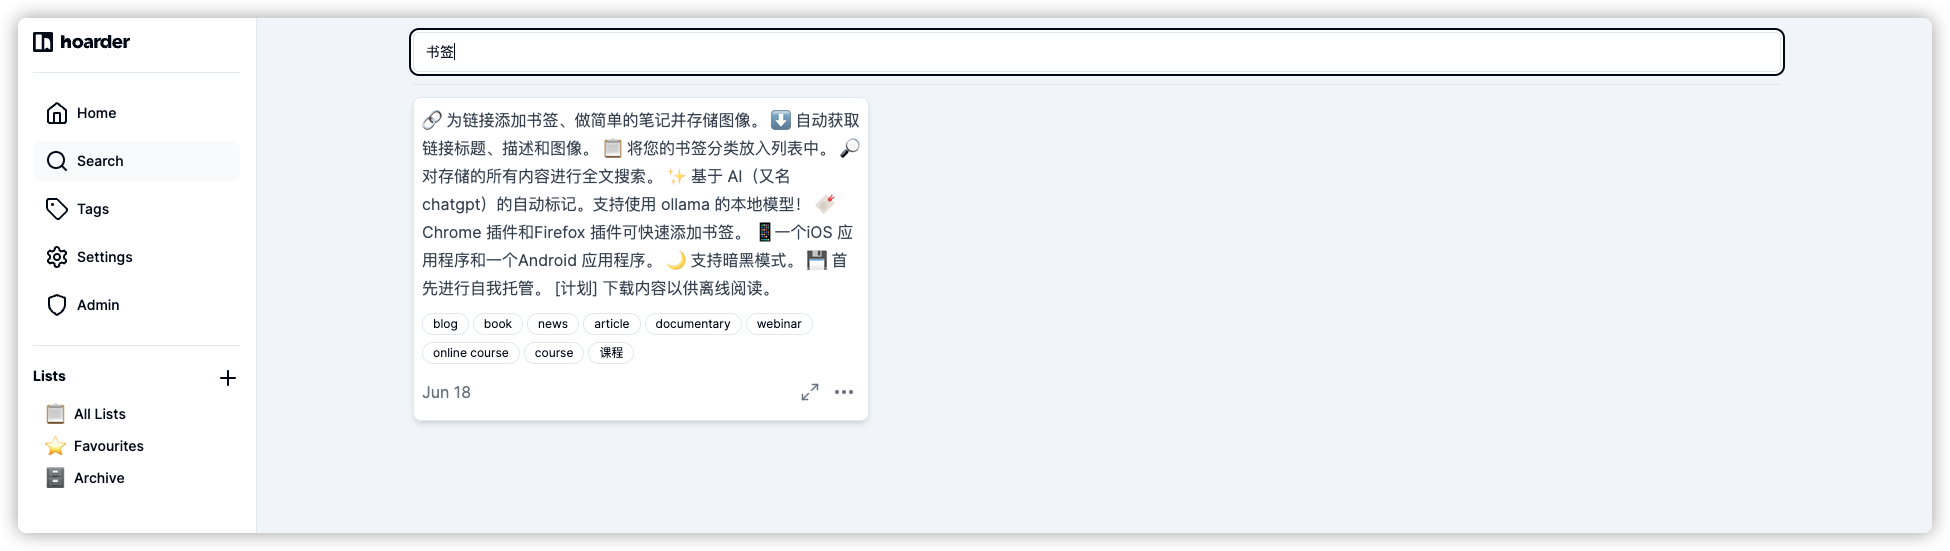 hoarder
Home
Search
Tags
Settings
Admin
Lists
All Lists
Favourites
Archive
书签
🔗 为链接添加书签、做简单的笔记并存储图像。 ⬇️ 自动获取
链接标题、描述和图像。 📋 将您的书签分类放入列表中。 🔎
对存储的所有内容进行全文搜索。 ✨ 基于 AI（又名
chatgpt）的自动标记。支持使用 ollama 的本地模型！ 🔖
Chrome 插件和Firefox 插件可快速添加书签。 📱一个iOS 应
用程序和一个Android 应用程序。 🌙 支持暗黑模式。 💾 首
先进行自我托管。 [计划] 下载内容以供离线阅读。
blog book news article documentary webinar
online course course 课程
Jun 18